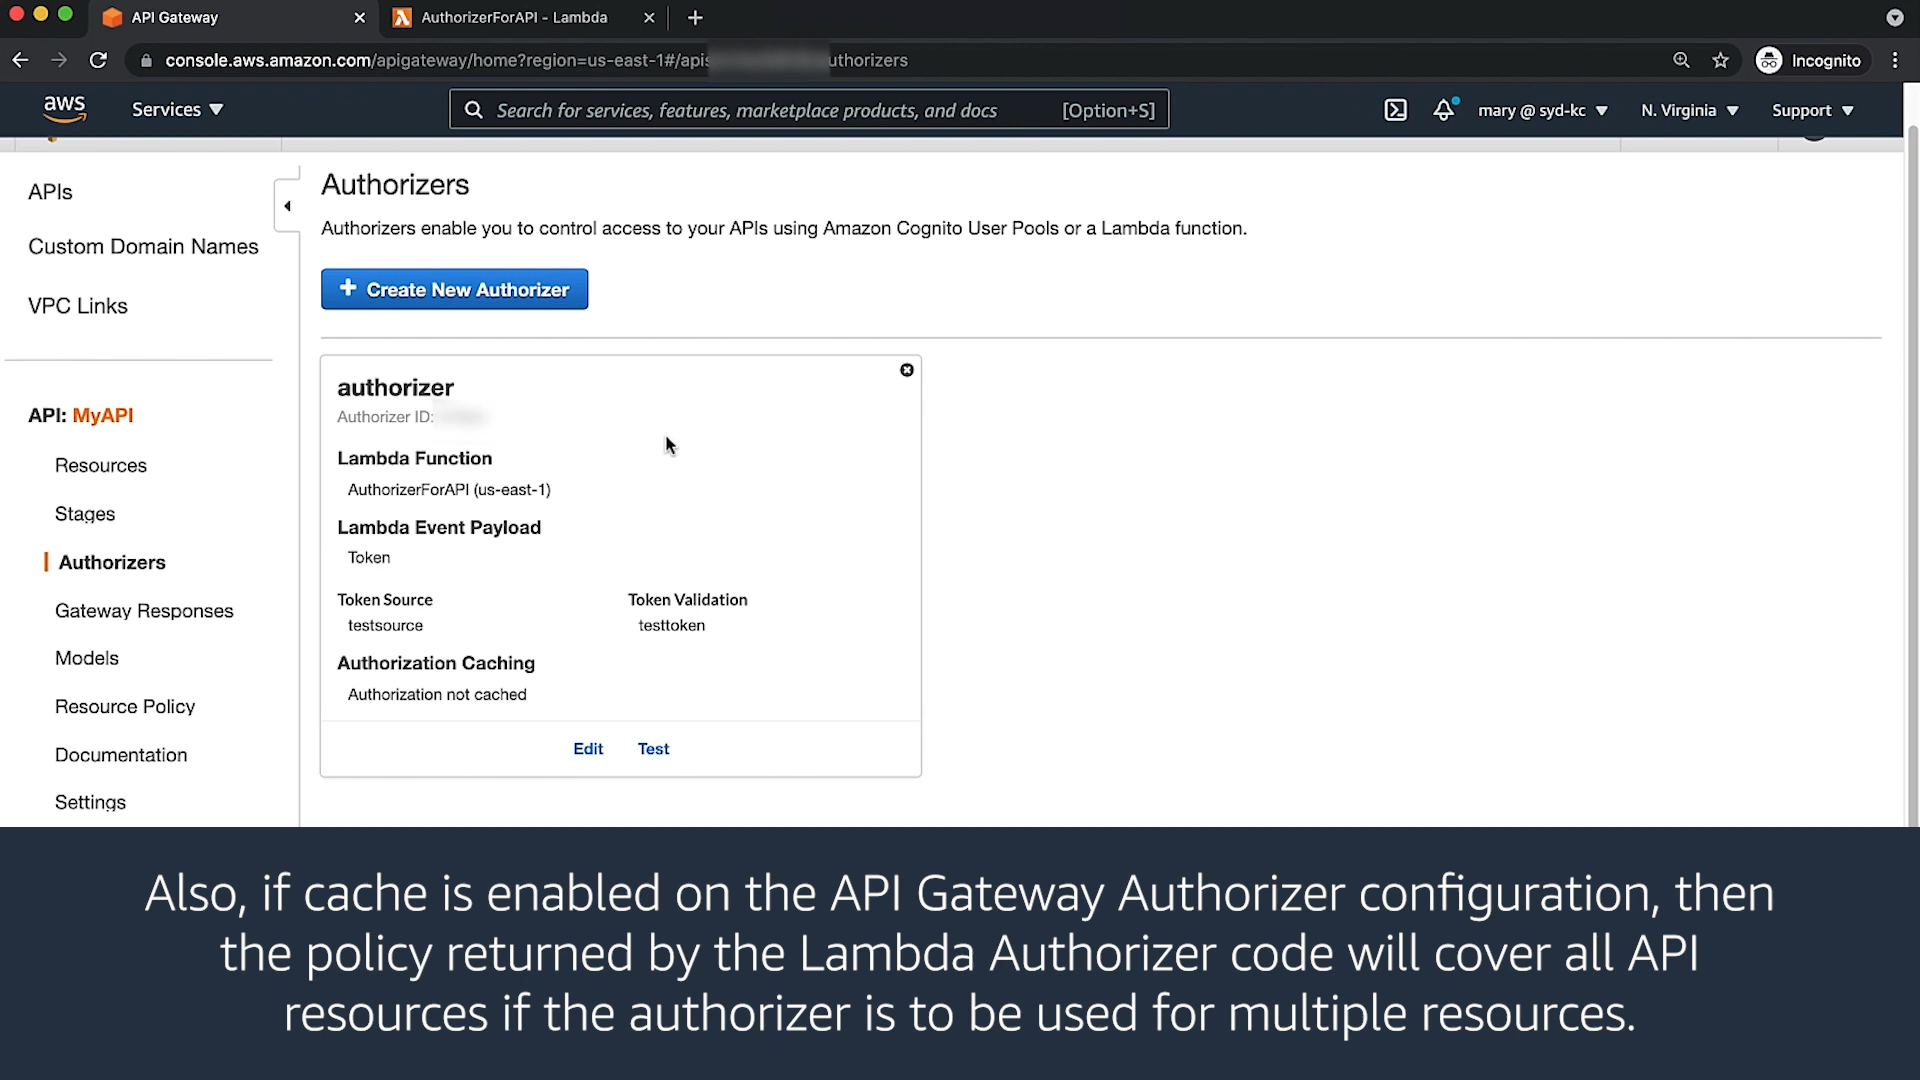 API Gateway
AuthorizerForAPI - Lambda
console.aws.amazon.com/apigateway/home?region=us-east-1#/apis uthorizers
Incognito
aws
Services
Search for services, features, marketplace products, and docs [Option+S]
mary @ syd-kc
N. Virginia
Support
APIs
Custom Domain Names
VPC Links
API: MyAPI
Resources
Stages
Authorizers
Gateway Responses
Models
Resource Policy
Documentation
Settings
Authorizers
Authorizers enable you to control access to your APIs using Amazon Cognito User Pools or a Lambda function.
+ Create New Authorizer
authorizer
Authorizer ID:
Lambda Function
AuthorizerForAPI (us-east-1)
Lambda Event Payload
Token
Token Source Token Validation
testsource testtoken
Authorization Caching
Authorization not cached
Edit Test
Also, if cache is enabled on the API Gateway Authorizer configuration, then
the policy returned by the Lambda Authorizer code will cover all API
resources if the authorizer is to be used for multiple resources.